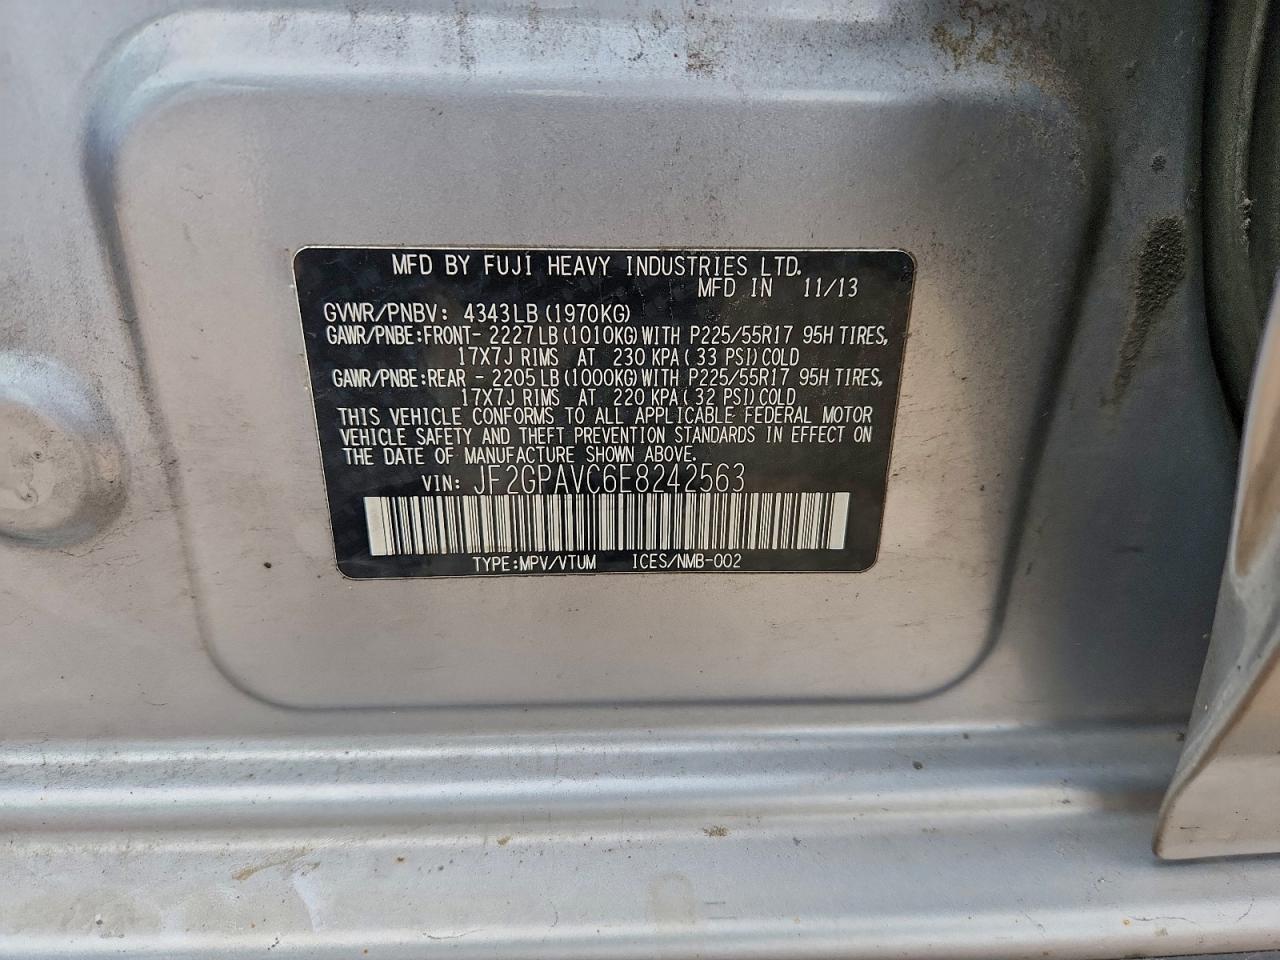 MFD BY FUJI HEAVY INDUSTRIES LTD.
MFD IN 11/13
GVWR/PNBV: 4343LB (1970KG)
GAWR/PNBE:FRONT- 2227LB (1010KG) WITH P225/55R17 95H TIRES,
17X7J RIMS AT 230 KPA ( 33 PSI) COLD
GAWR/PNBE:REAR - 2205LB (1000KG) WITH P225/55R17 95H TIRES,
17X7J RIMS AT 220 KPA ( 32 PSI) COLD
THIS VEHICLE CONFORMS TO ALL APPLICABLE FEDERAL MOTOR
VEHICLE SAFETY AND THEFT PREVENTION STANDARDS IN EFFECT ON
THE DATE OF MANUFACTURE SHOWN ABOVE.
VIN: JF2GPAVC6E8242563
TYPE:MPV/VTUM ICES/NMB-002